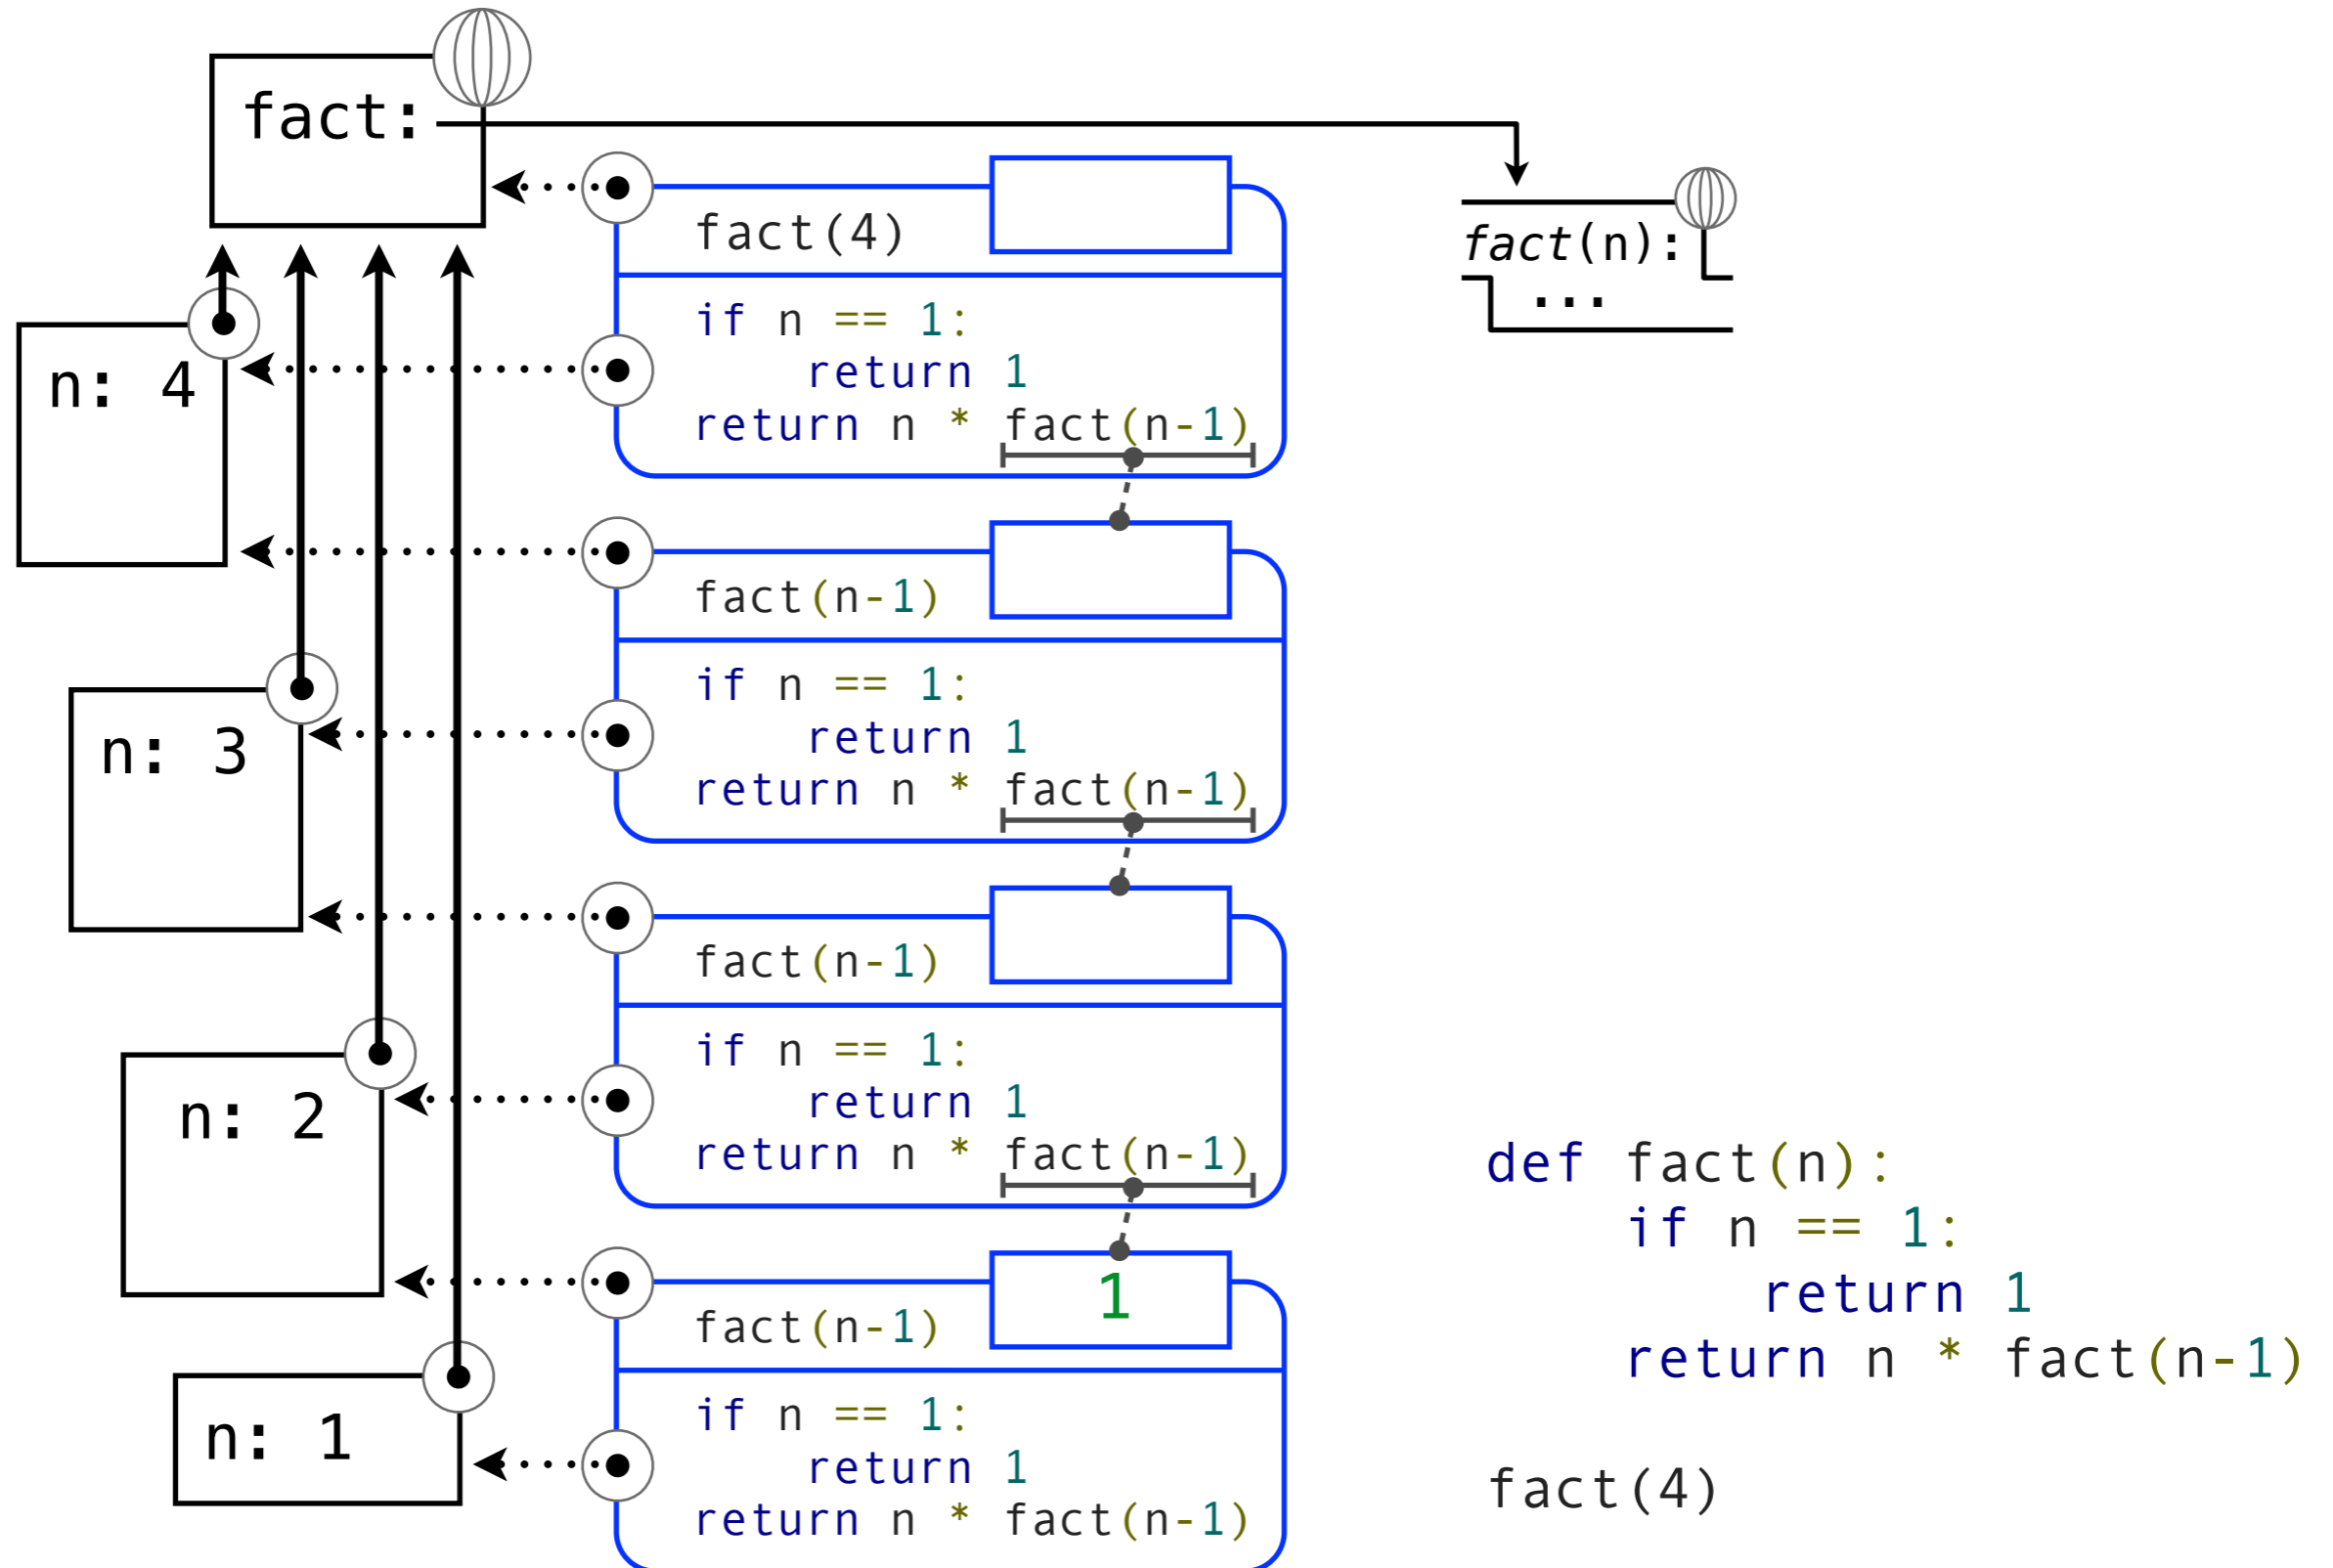 fact:
fact(4)
if n == 1:
return 1
return n * fact(n-1)
fact(n):
...
n: 4
fact(n-1)
if n == 1:
return 1
return n * fact(n-1)
n: 3
fact(n-1)
if n == 1:
return 1
return n * fact(n-1)
n: 2
1
fact(n-1)
if n == 1:
return 1
return n * fact(n-1)
n: 1
def fact(n):
if n == 1:
return 1
return n * fact(n-1)
fact(4)